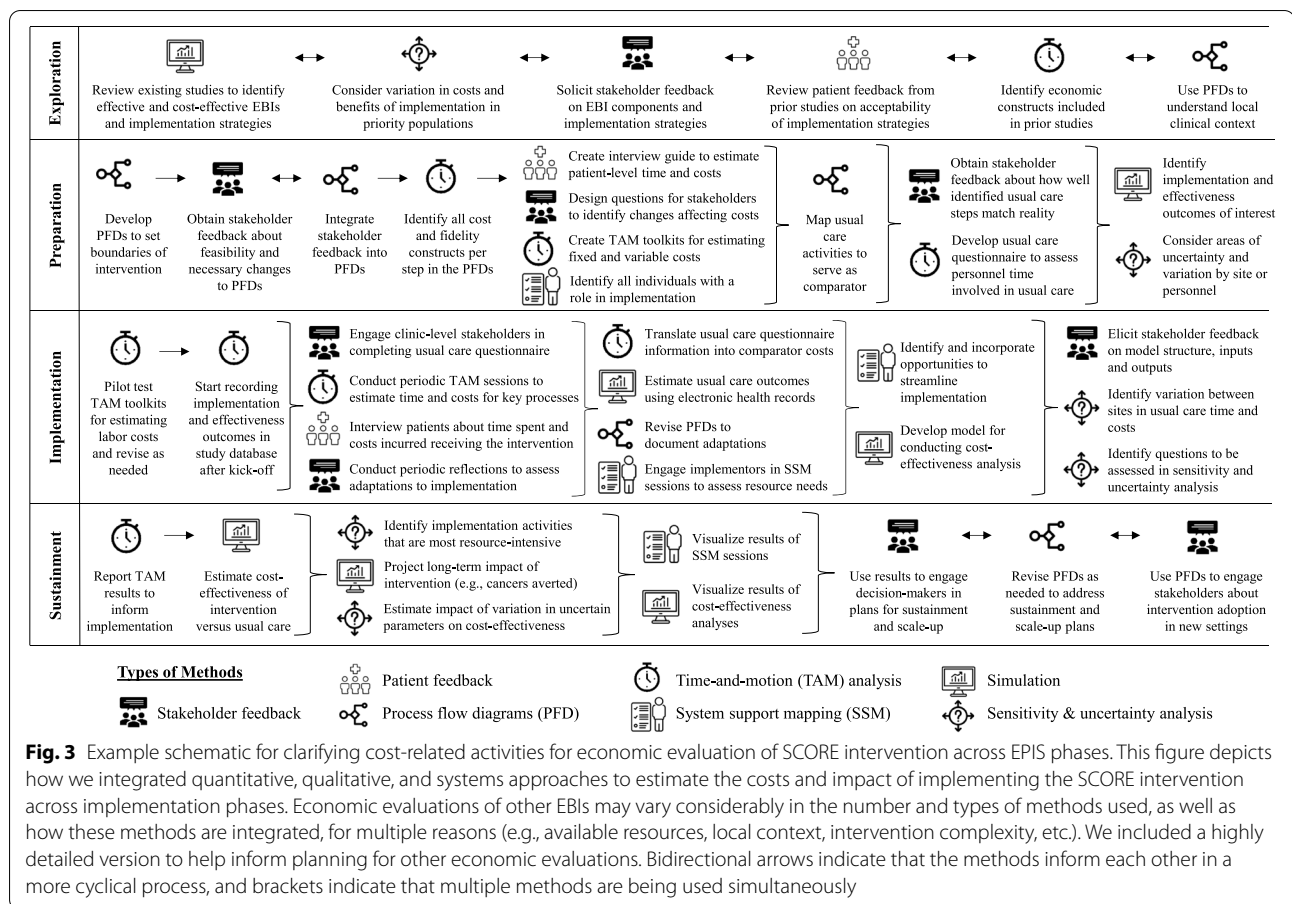 Exploration
Review existing studies to identify
effective and cost-effective EBIs
and implementation strategies
Consider variation in costs and
benefits of implementation in
priority populations
Solicit stakeholder feedback
on EBI components and
implementation strategies
Review patient feedback from
prior studies on acceptability
of implementation strategies
Identify economic
constructs included
in prior studies
Use PFDs to
understand local
clinical context
Preparation
Develop
PFDs to set
boundaries of
intervention
Obtain stakeholder
feedback about
feasibility and
necessary changes
to PFDs
Integrate
stakeholder
feedback into
PFDs
Identify all cost
and fidelity
constructs per
step in the PFDs
Create interview guide to estimate
patient-level time and costs
Design questions for stakeholders
to identify changes affecting costs
Create TAM toolkits for estimating
fixed and variable costs
Identify all individuals with a
role in implementation
Map usual
care
activities to
serve as
comparator
Obtain stakeholder
feedback about how well
identified usual care
steps match reality
Develop usual care
questionnaire to assess
personnel time
involved in usual care
Identify
implementation and
effectiveness
outcomes of interest
Consider areas of
uncertainty and
variation by site or
personnel
Implementation
Pilot test
TAM toolkits
for estimating
labor costs
and revise as
needed
Start recording
implementation
and effectiveness
outcomes in
study database
after kick-off
Engage clinic-level stakeholders in
completing usual care questionnaire
Conduct periodic TAM sessions to
estimate time and costs for key processes
Interview patients about time spent and
costs incurred receiving the intervention
Conduct periodic reflections to assess
adaptations to implementation
Translate usual care questionnaire
information into comparator costs
Estimate usual care outcomes
using electronic health records
Revise PFDs to
document adaptations
Engage implementors in SSM
sessions to assess resource needs
Identify and incorporate
opportunities to
streamline
implementation
Develop model for
conducting cost-
effectiveness analysis
Elicit stakeholder feedback
on model structure, inputs
and outputs
Identify variation between
sites in usual care time and
costs
Identify questions to be
assessed in sensitivity and
uncertainty analysis
Sustainment
Report TAM
results to
inform
implementation
Estimate cost-
effectiveness of
intervention
versus usual care
Identify implementation activities
that are most resource-intensive
Project long-term impact of
intervention (e.g., cancers averted)
Estimate impact of variation in uncertain
parameters on cost-effectiveness
Visualize results of
SSM sessions
Visualize results of
cost-effectiveness
analyses
Use results to engage
decision-makers in
plans for sustainment
and scale-up
Revise PFDs as
needed to address
sustainment and
scale-up plans
Use PFDs to engage
stakeholders about
intervention adoption
in new settings
Types of Methods
Patient feedback
Time-and-motion (TAM) analysis
Simulation
Stakeholder feedback
Process flow diagrams (PFD)
System support mapping (SSM)
Sensitivity & uncertainty analysis
Fig. 3 Example schematic for clarifying cost-related activities for economic evaluation of SCORE intervention across EPIS phases. This figure depicts
how we integrated quantitative, qualitative, and systems approaches to estimate the costs and impact of implementing the SCORE intervention
across implementation phases. Economic evaluations of other EBIs may vary considerably in the number and types of methods used, as well as
how these methods are integrated, for multiple reasons (e.g., available resources, local context, intervention complexity, etc.). We included a highly
detailed version to help inform planning for other economic evaluations. Bidirectional arrows indicate that the methods inform each other in a
more cyclical process, and brackets indicate that multiple methods are being used simultaneously